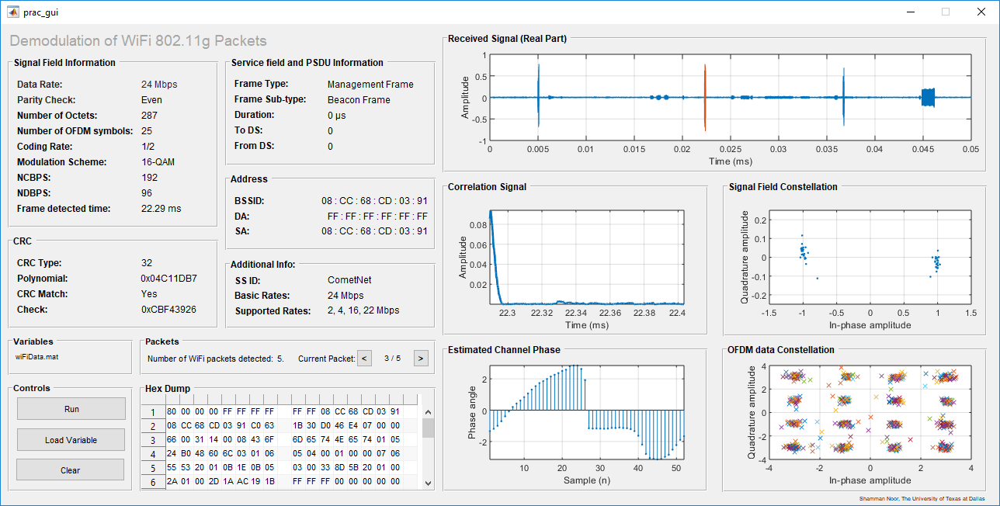 prac_gui
Demodulation of WiFi 802.11g Packets
Signal Field Information
Data Rate: 24 Mbps
Parity Check: Even
Number of Octets: 287
Number of OFDM symbols: 25
Coding Rate: 1/2
Modulation Scheme: 16-QAM
NCBPS: 192
NDBPS: 96
Frame detected time: 22.29 ms
CRC
CRC Type: 32
Polynomial: 0x04C11DB7
CRC Match: Yes
Check: 0xCBF43926
Service field and PSDU Information
Frame Type: Management Frame
Frame Sub-type: Beacon Frame
Duration: 0 µs
To DS: 0
From DS: 0
Address
BSSID: 08 : CC : 68 : CD : 03 : 91
DA: FF : FF : FF : FF : FF : FF
SA: 08 : CC : 68 : CD : 03 : 91
Additional Info:
SS ID: CometNet
Basic Rates: 24 Mbps
Supported Rates: 2, 4, 16, 22 Mbps
Variables
wiFiData.mat
Packets
Number of WiFi packets detected: 5. Current Packet: < 3 / 5 >
Controls
Run
Load Variable
Clear
Hex Dump
1 80 00 00 00 FF FF FF FF FF FF 08 CC 68 CD 03 91
2 08 CC 68 CD 03 91 C0 63 1B 30 D0 46 E4 07 00 00
3 66 00 31 14 00 08 43 6F 6D 65 74 4E 65 74 01 05
4 24 B0 48 60 6C 03 01 06 05 04 00 01 00 00 07 06
5 55 53 20 01 0B 1E 0B 05 03 00 33 8D 5B 20 01 00
6 2A 01 00 2D 1A AC 19 1B FF FF FF 00 00 00 00 00
Received Signal (Real Part)
Amplitude
1
0.5
0
-0.5
-1
0 0.005 0.01 0.015 0.02 0.025 0.03 0.035 0.04 0.045 0.05
Time (ms)
Correlation Signal
Amplitude
0.08
0.06
0.04
0.02
22.3 22.32 22.34 22.36 22.38 22.4
Time (ms)
Signal Field Constellation
Quadrature amplitude
0.2
0.1
0
-0.1
-0.2
-1.5 -1 -0.5 0 0.5 1 1.5
In-phase amplitude
Estimated Channel Phase
Phase angle
2
0
-2
10 20 30 40 50
Sample (n)
OFDM data Constellation
Quadrature amplitude
4
2
0
-2
-4
-4 -2 0 2 4
In-phase amplitude
Shamman Noor, The University of Texas at Dallas